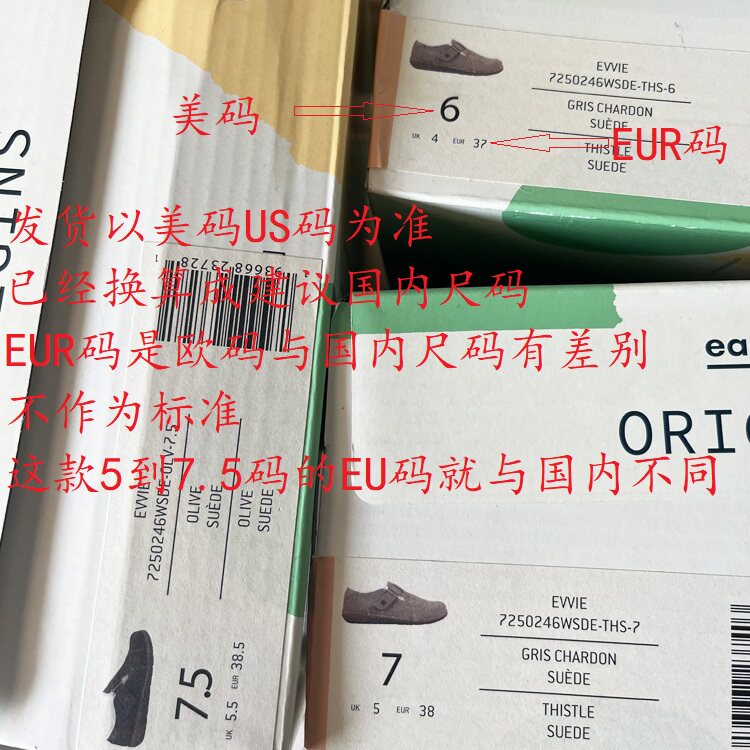 EVVIE
7250246WSDE-THS-6
6
GRIS CHARDON
SUÈDE
UK 4 EUR 37
THISTLE
SUEDE
美码
EUR码
发货以美码US码为准
已经换算成建议国内尺码
EUR码是欧码与国内尺码有差别
不作为标准
这款5到7.5码的EU码就与国内不同
EVVIE
7250246WSDE-OLV-7.5
OLIVE
SUÈDE
OLIVE
SUEDE
7.5
UK 5.5 EUR 38.5
ea
ORIG
EVVIE
7250246WSDE-THS-7
7
GRIS CHARDON
SUÈDE
UK 5 EUR 38
THISTLE
SUEDE